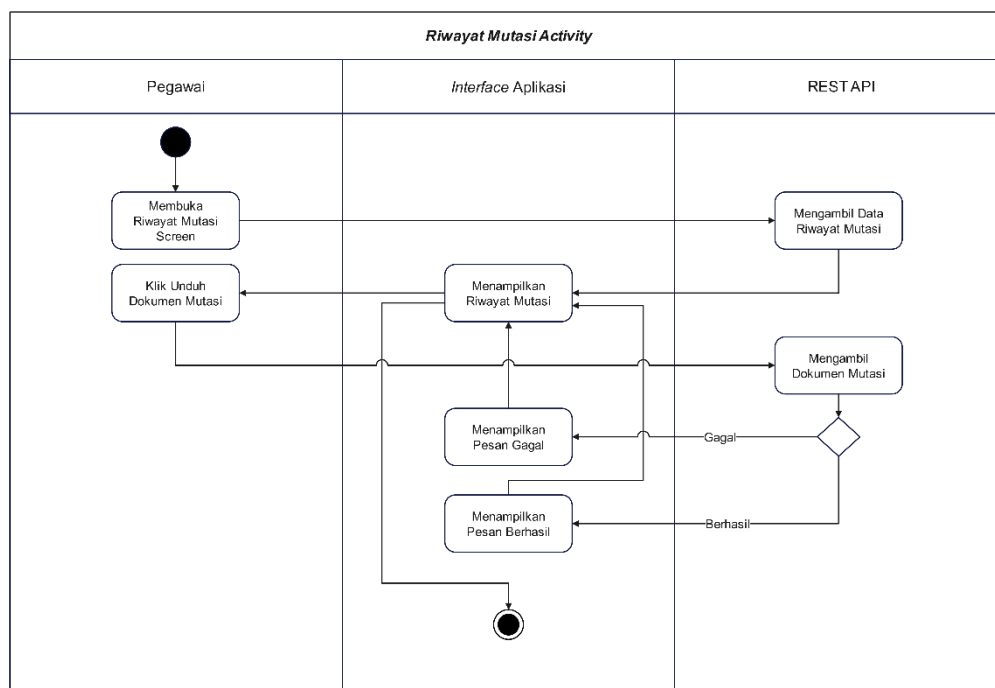 Riwayat Mutasi Activity
Pegawai
Interface Aplikasi
REST API
Membuka
Riwayat Mutasi
Screen
Mengambil Data
Riwayat Mutasi
Klik Unduh
Dokumen Mutasi
Menampilkan
Riwayat Mutasi
Mengambil
Dokumen Mutasi
Menampilkan
Pesan Gagal
Gagal
Menampilkan
Pesan Berhasil
Berhasil